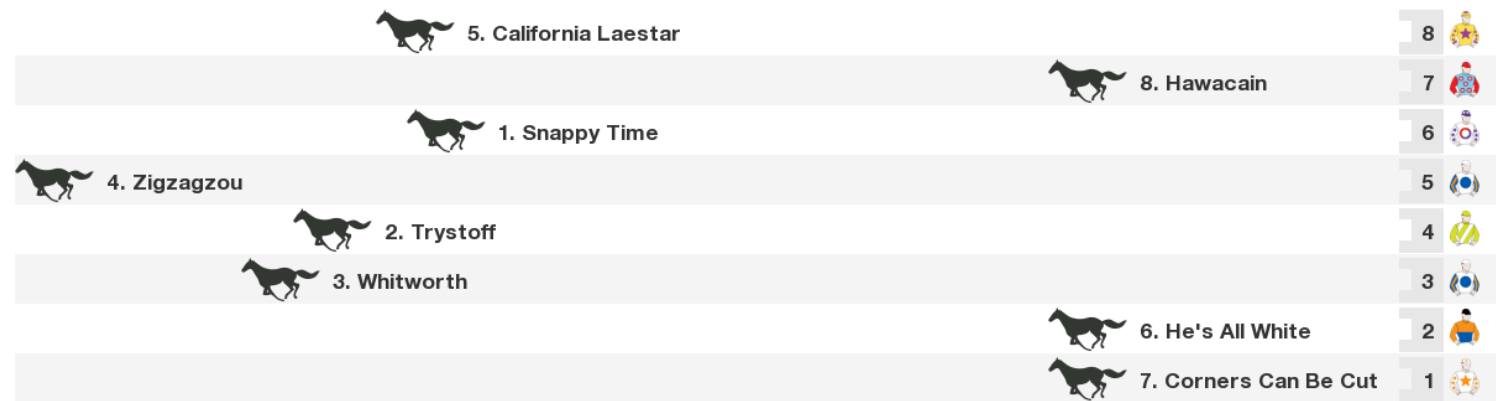 5. California Laestar 8
8. Hawacain 7
1. Snappy Time 6
4. Zigzagzou 5
2. Trystoff 4
3. Whitworth 3
6. He's All White 2
7. Corners Can Be Cut 1